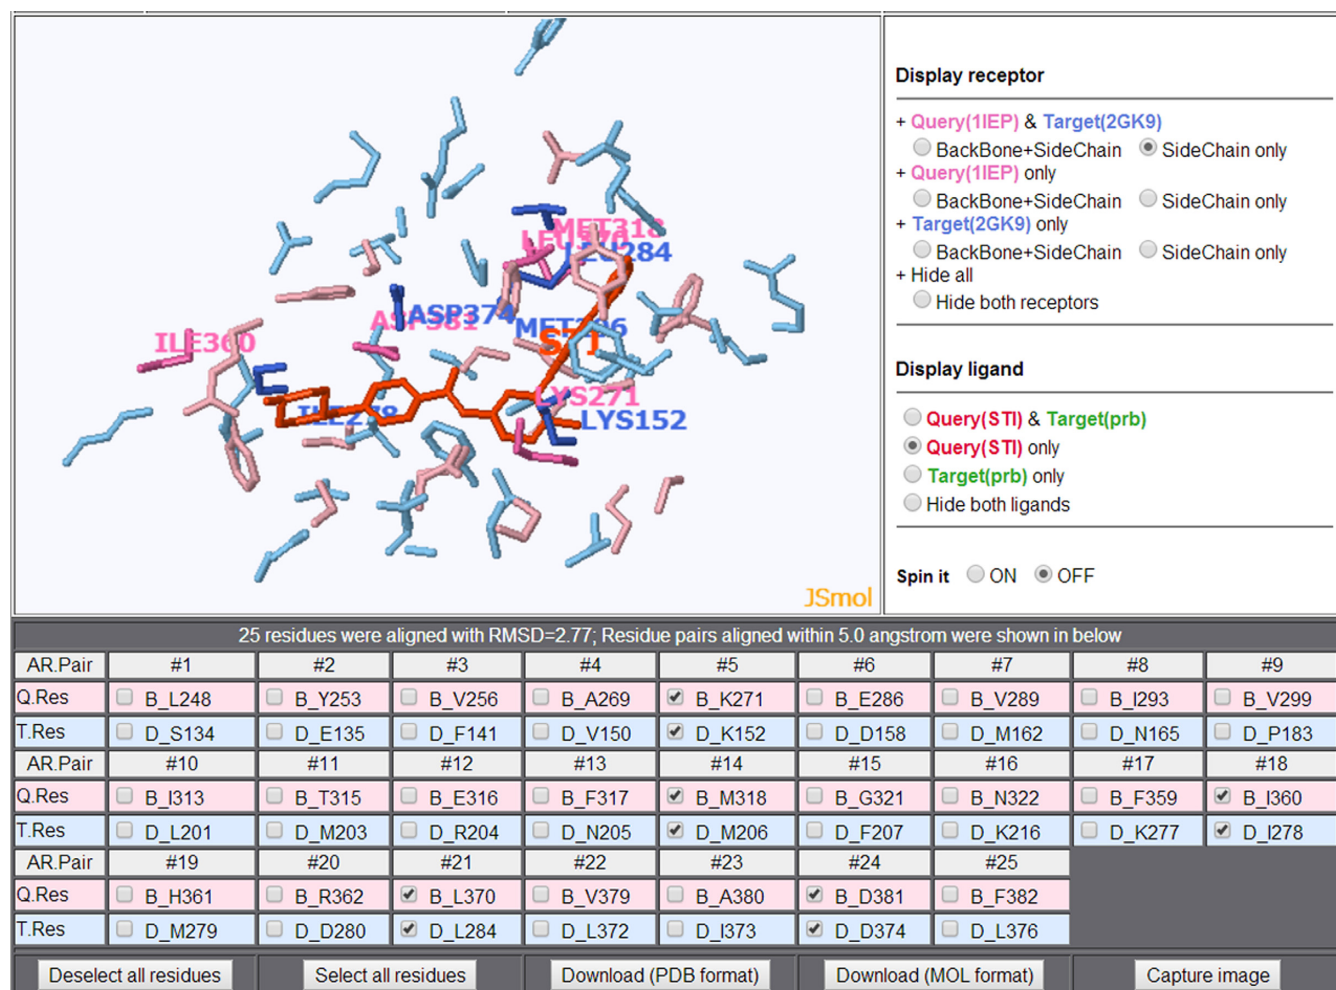 MET318
LEU370
LEU284
ASP381
ASP374
MET206
STI
ILE360
LYS271
ILE278
LYS152
JSmol
Display receptor
+ Query(1IEP) & Target(2GK9)
BackBone+SideChain SideChain only
+ Query(1IEP) only
BackBone+SideChain SideChain only
+ Target(2GK9) only
BackBone+SideChain SideChain only
+ Hide all
Hide both receptors
Display ligand
Query(STI) & Target(prb)
Query(STI) only
Target(prb) only
Hide both ligands
Spin it ON OFF
25 residues were aligned with RMSD=2.77; Residue pairs aligned within 5.0 angstrom were shown in below
AR.Pair #1 #2 #3 #4 #5 #6 #7 #8 #9
Q.Res B_L248 B_Y253 B_V256 B_A269 B_K271 B_E286 B_V289 B_I293 B_V299
T.Res D_S134 D_E135 D_F141 D_V150 D_K152 D_D158 D_M162 D_N165 D_P183
AR.Pair #10 #11 #12 #13 #14 #15 #16 #17 #18
Q.Res B_I313 B_T315 B_E316 B_F317 B_M318 B_G321 B_N322 B_F359 B_I360
T.Res D_L201 D_M203 D_R204 D_N205 D_M206 D_F207 D_K216 D_K277 D_I278
AR.Pair #19 #20 #21 #22 #23 #24 #25
Q.Res B_H361 B_R362 B_L370 B_V379 B_A380 B_D381 B_F382
T.Res D_M279 D_D280 D_L284 D_L372 D_I373 D_D374 D_L376
Deselect all residues Select all residues Download (PDB format) Download (MOL format) Capture image